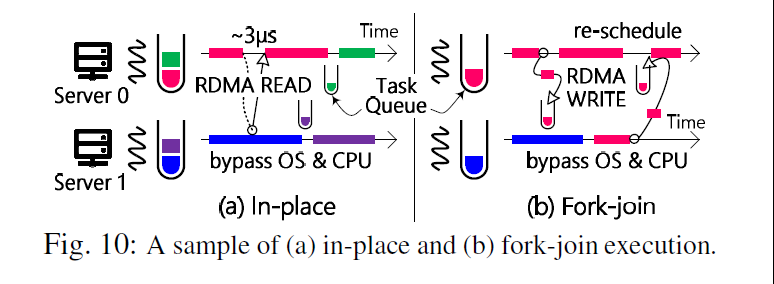 ~3μs
Time
re-schedule
Server 0
RDMA READ
Task
Queue
RDMA
WRITE
Time
Server 1
bypass OS & CPU
bypass OS & CPU
(a) In-place
(b) Fork-join
Fig. 10: A sample of (a) in-place and (b) fork-join execution.